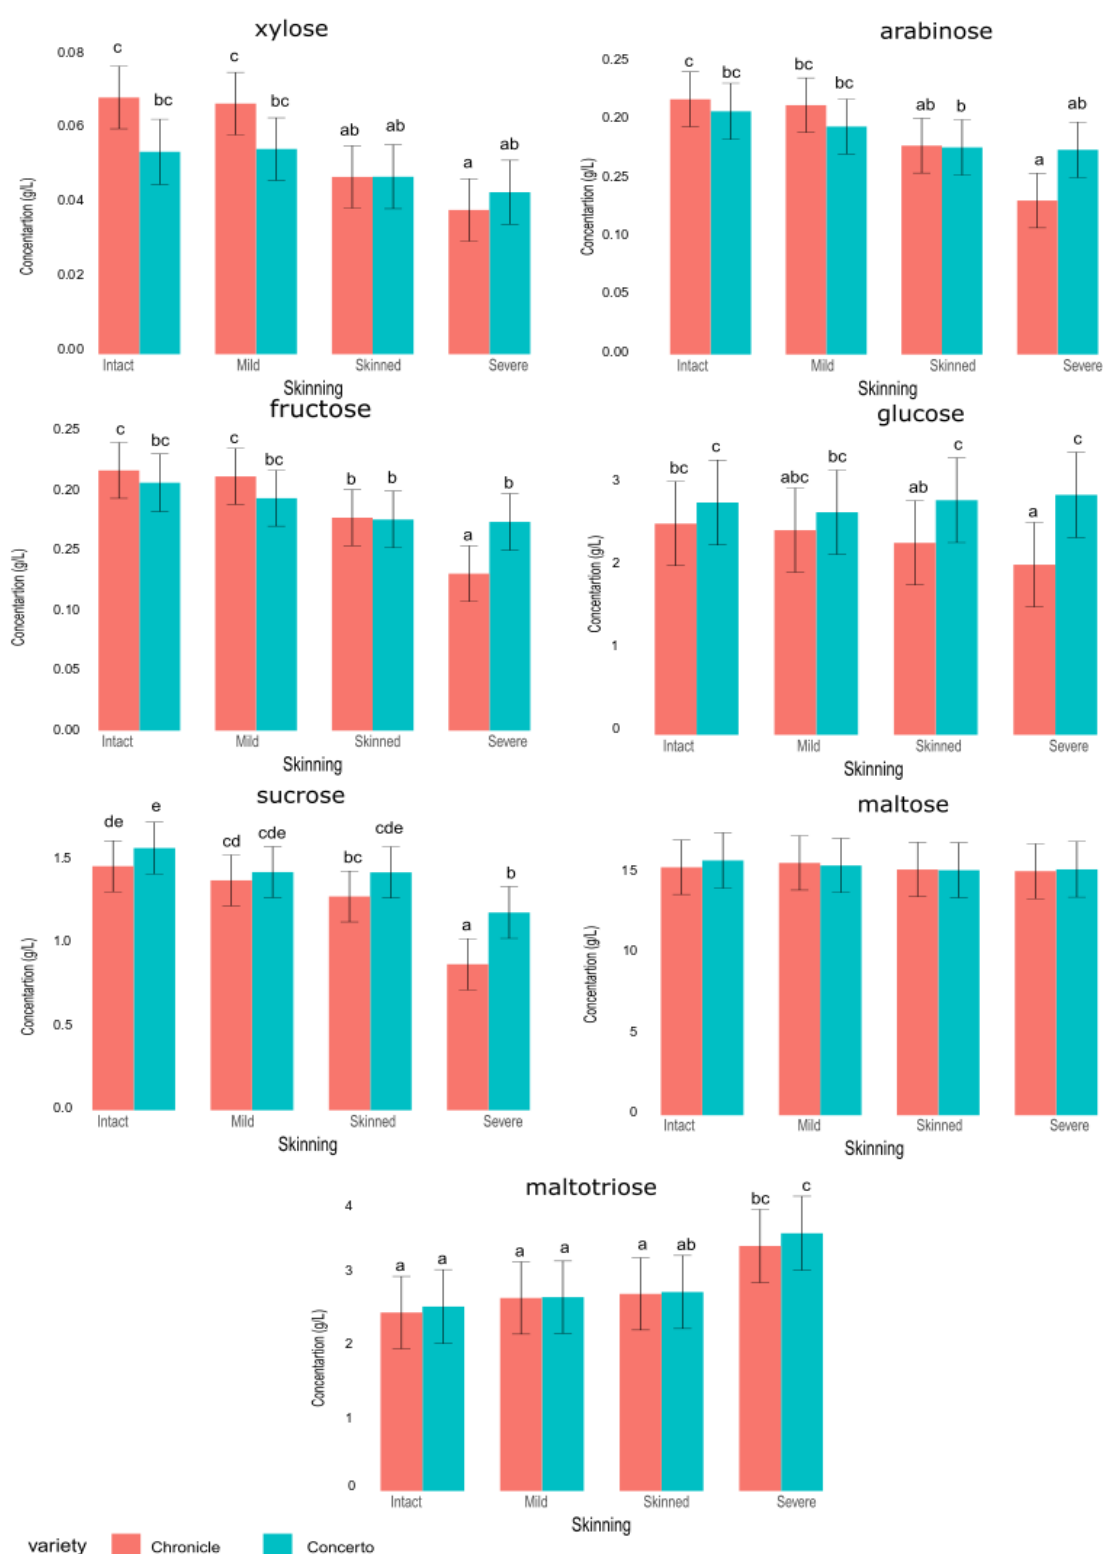 xylose
0.08
0.06
0.04
0.02
0.00
Concentartion (g/L)
c
bc
c
bc
ab
ab
a
ab
Intact
Mild
Skinned
Severe
Skinning
arabinose
0.25
0.20
0.25
0.10
0.05
0.00
Concentartion (g/L)
c
bc
bc
bc
ab
b
a
ab
Intact
Mild
Skinned
Severe
Skinning
fructose
0.25
0.20
0.25
0.10
0.05
0.00
Concentartion (g/L)
c
bc
c
bc
b
b
a
b
Intact
Mild
Skinned
Severe
Skinning
glucose
3
2
1
0
Concentartion (g/L)
bc
c
abc
bc
ab
c
a
c
Intact
Mild
Skinned
Severe
Skinning
sucrose
1.5
1.0
0.5
0.0
Concentartion (g/L)
de
e
cd
cde
bc
cde
a
b
Intact
Mild
Skinned
Severe
Skinning
maltose
15
10
5
0
Concentartion (g/L)
Intact
Mild
Skinned
Severe
Skinning
maltotriose
4
3
2
1
0
Concentartion (g/L)
a
a
a
a
a
ab
bc
c
Intact
Mild
Skinned
Severe
Skinning
variety
Chronicle
Concerto